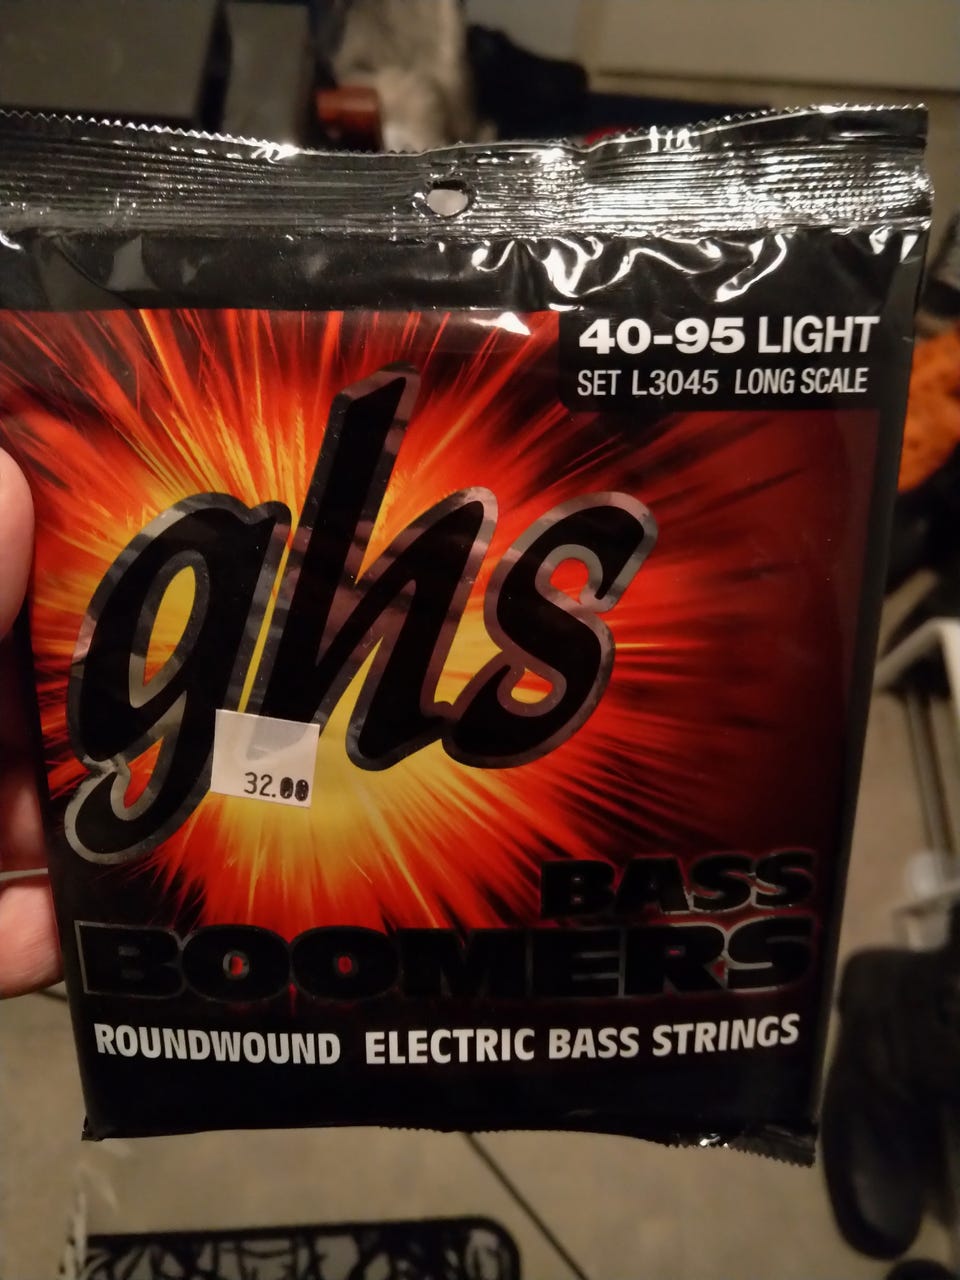 40-95 LIGHT
SET L3045 LONG SCALE
ghs
32.00
BASS
BOOMERS
ROUNDWOUND ELECTRIC BASS STRINGS